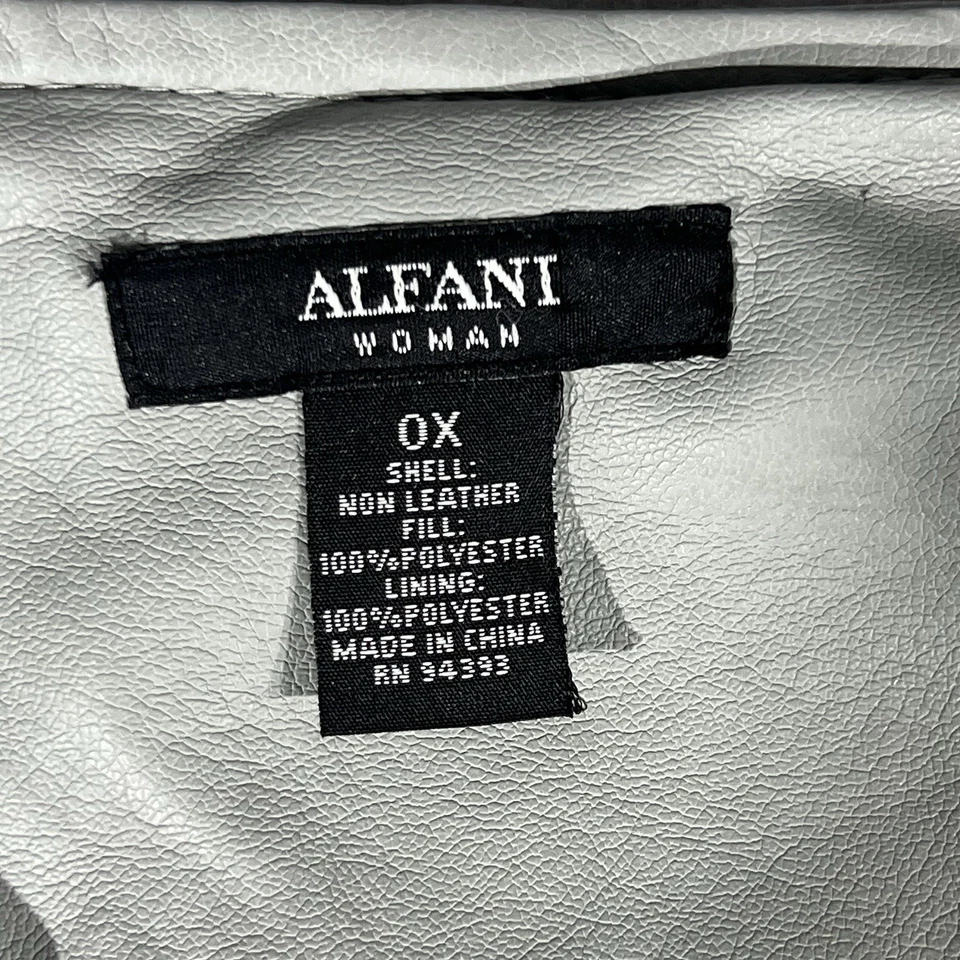 ALFANI
WOMAN
0X
SHELL:
NON LEATHER
FILL:
100%POLYESTER
LINING:
100%POLYESTER
MADE IN CHINA
RN 94393